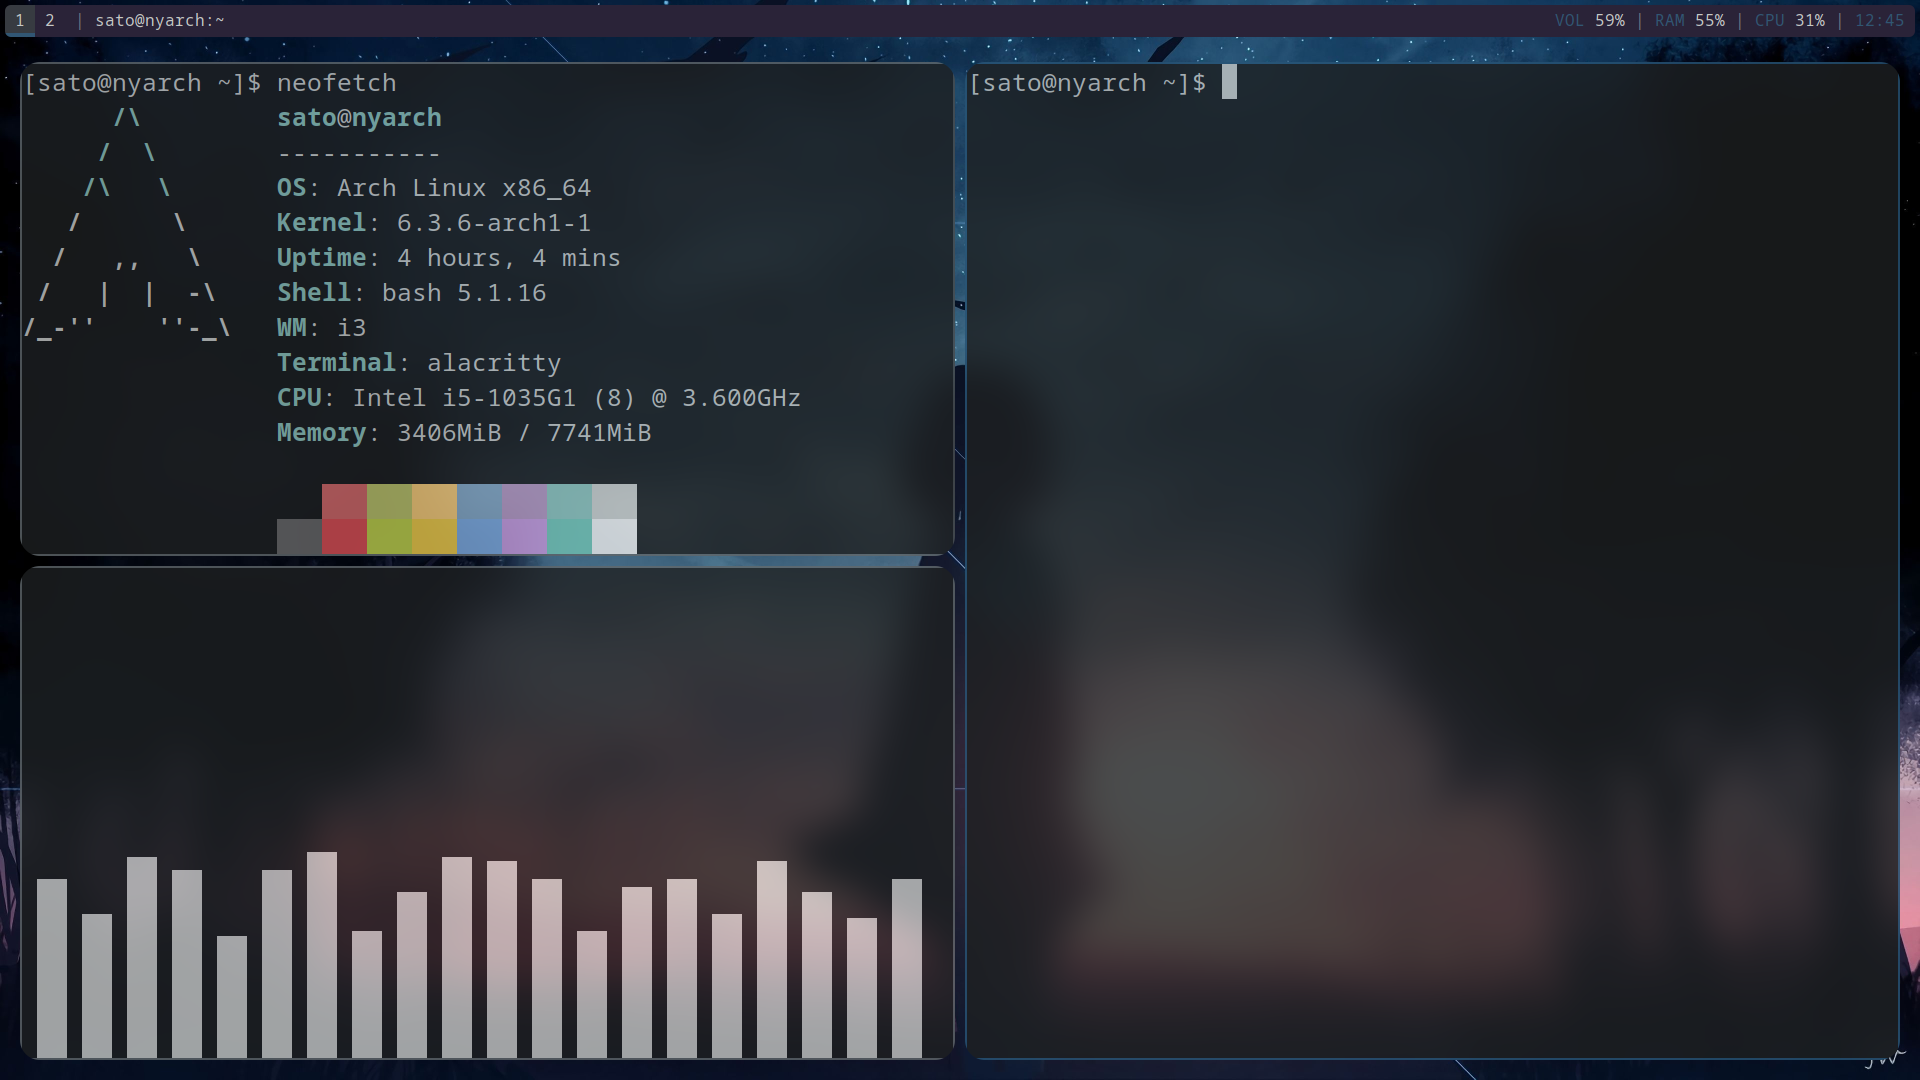 1 2 | sato@nyarch:~ VOL 59% | RAM 55% | CPU 31% | 12:45
[sato@nyarch ~]$ neofetch
sato@nyarch
-----------
OS: Arch Linux x86_64
Kernel: 6.3.6-arch1-1
Uptime: 4 hours, 4 mins
Shell: bash 5.1.16
WM: i3
Terminal: alacritty
CPU: Intel i5-1035G1 (8) @ 3.600GHz
Memory: 3406MiB / 7741MiB
[sato@nyarch ~]$